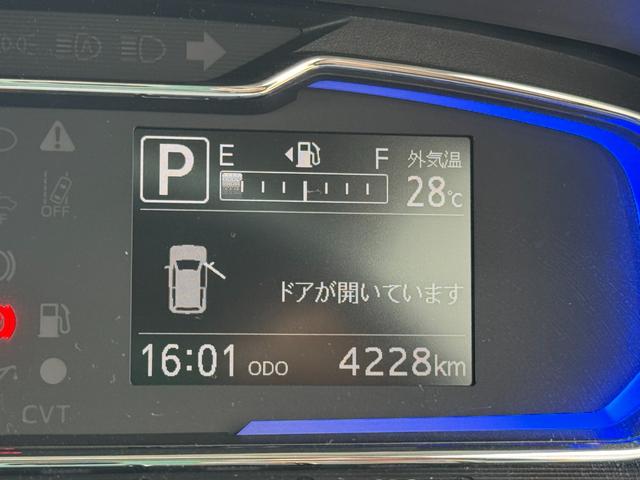 P E F 外気温
28℃
OFF
ドアが開いています
16:01 ODO 4228km
CVT